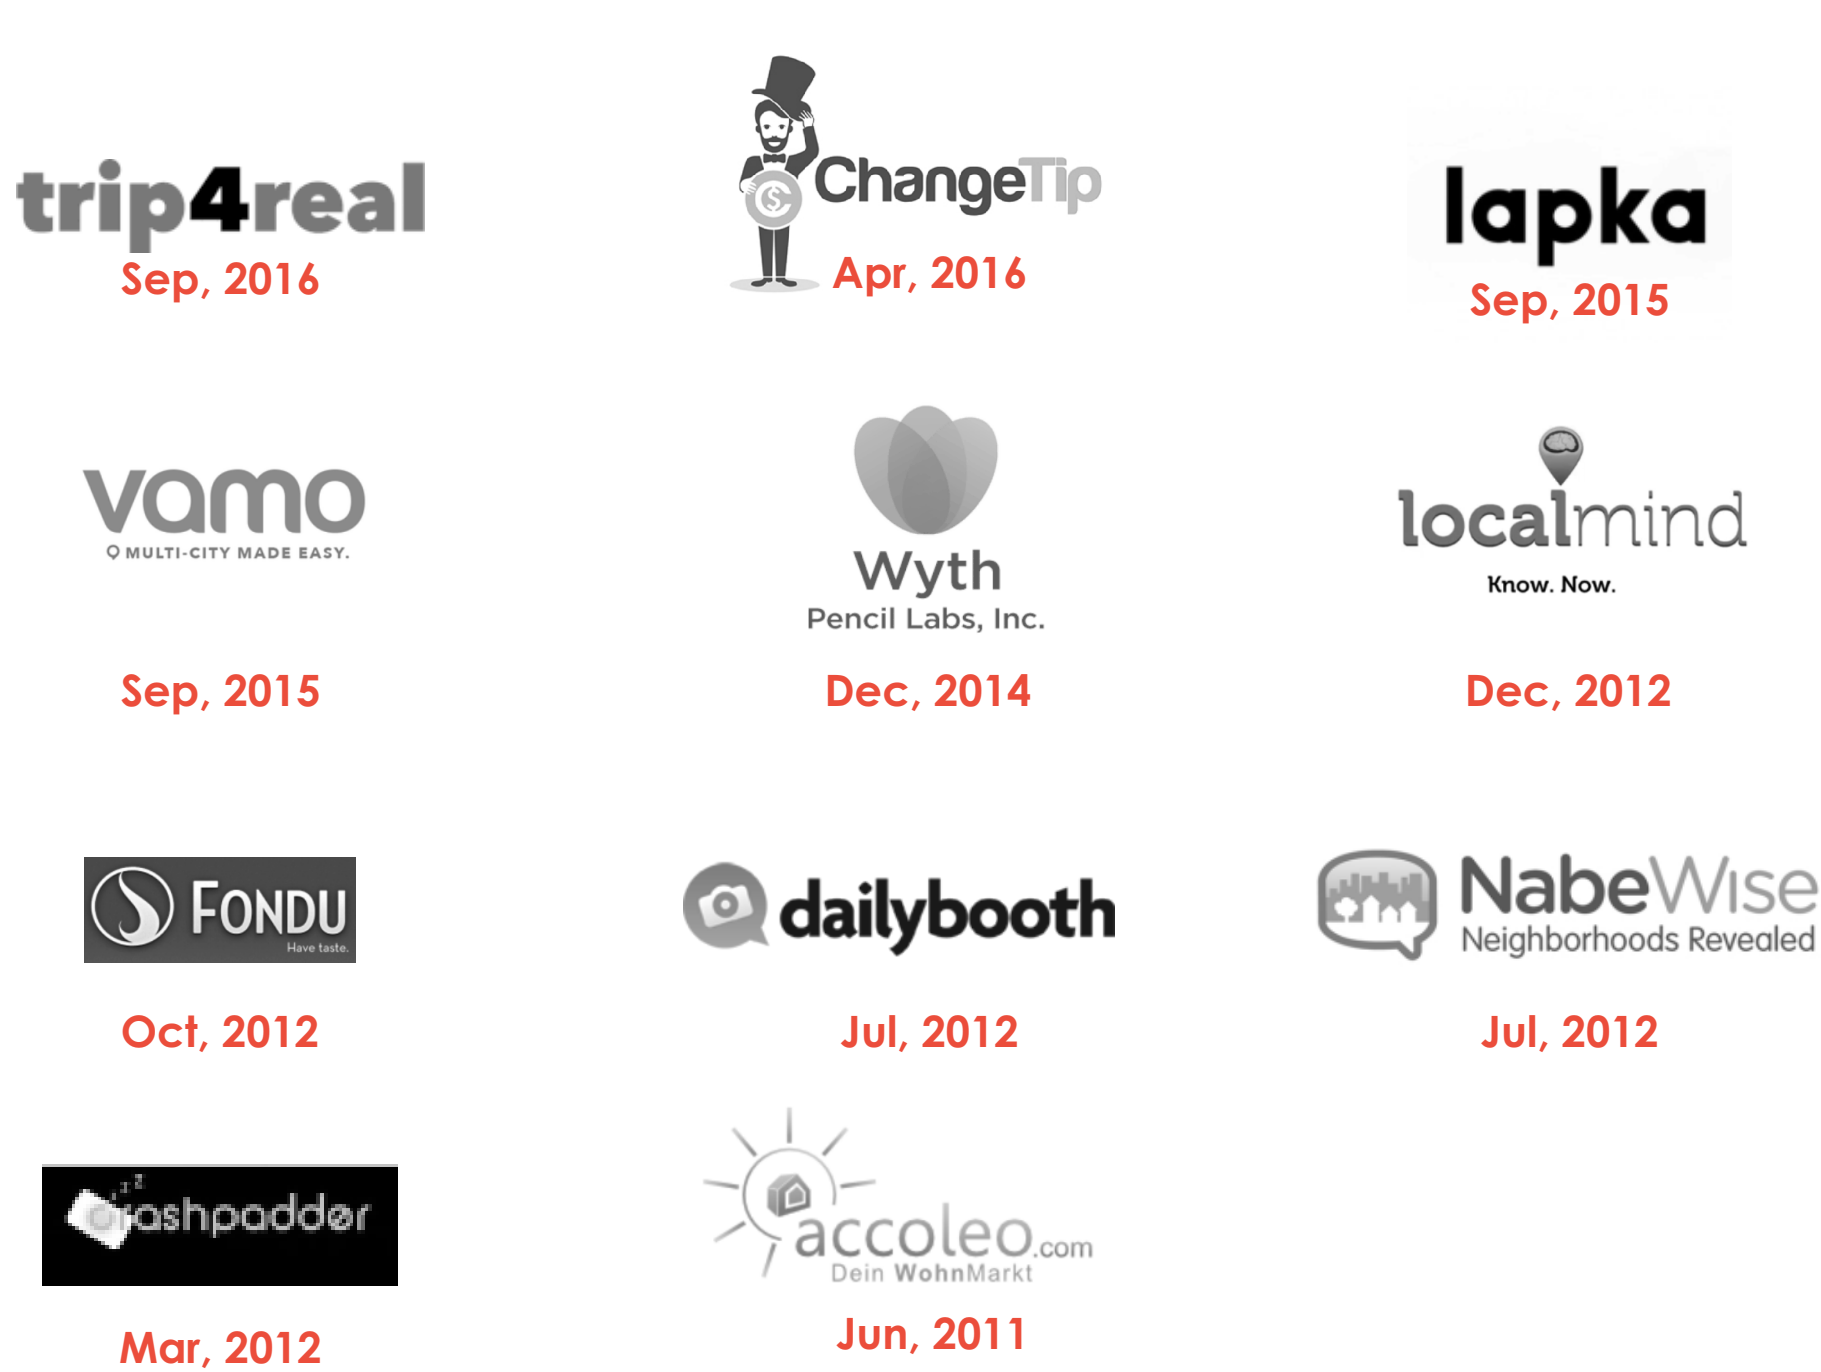 trip4real
Sep, 2016
ChangeTip
Apr, 2016
lapka
Sep, 2015
vamo
MULTI-CITY MADE EASY.
Sep, 2015
Wyth
Pencil Labs, Inc.
Dec, 2014
localmind
Know. Now.
Dec, 2012
FONDU
Have taste.
Oct, 2012
dailybooth
Jul, 2012
NabeWise
Neighborhoods Revealed
Jul, 2012
zzz
crashpadder
Mar, 2012
accoleo.com
Dein WohnMarkt
Jun, 2011